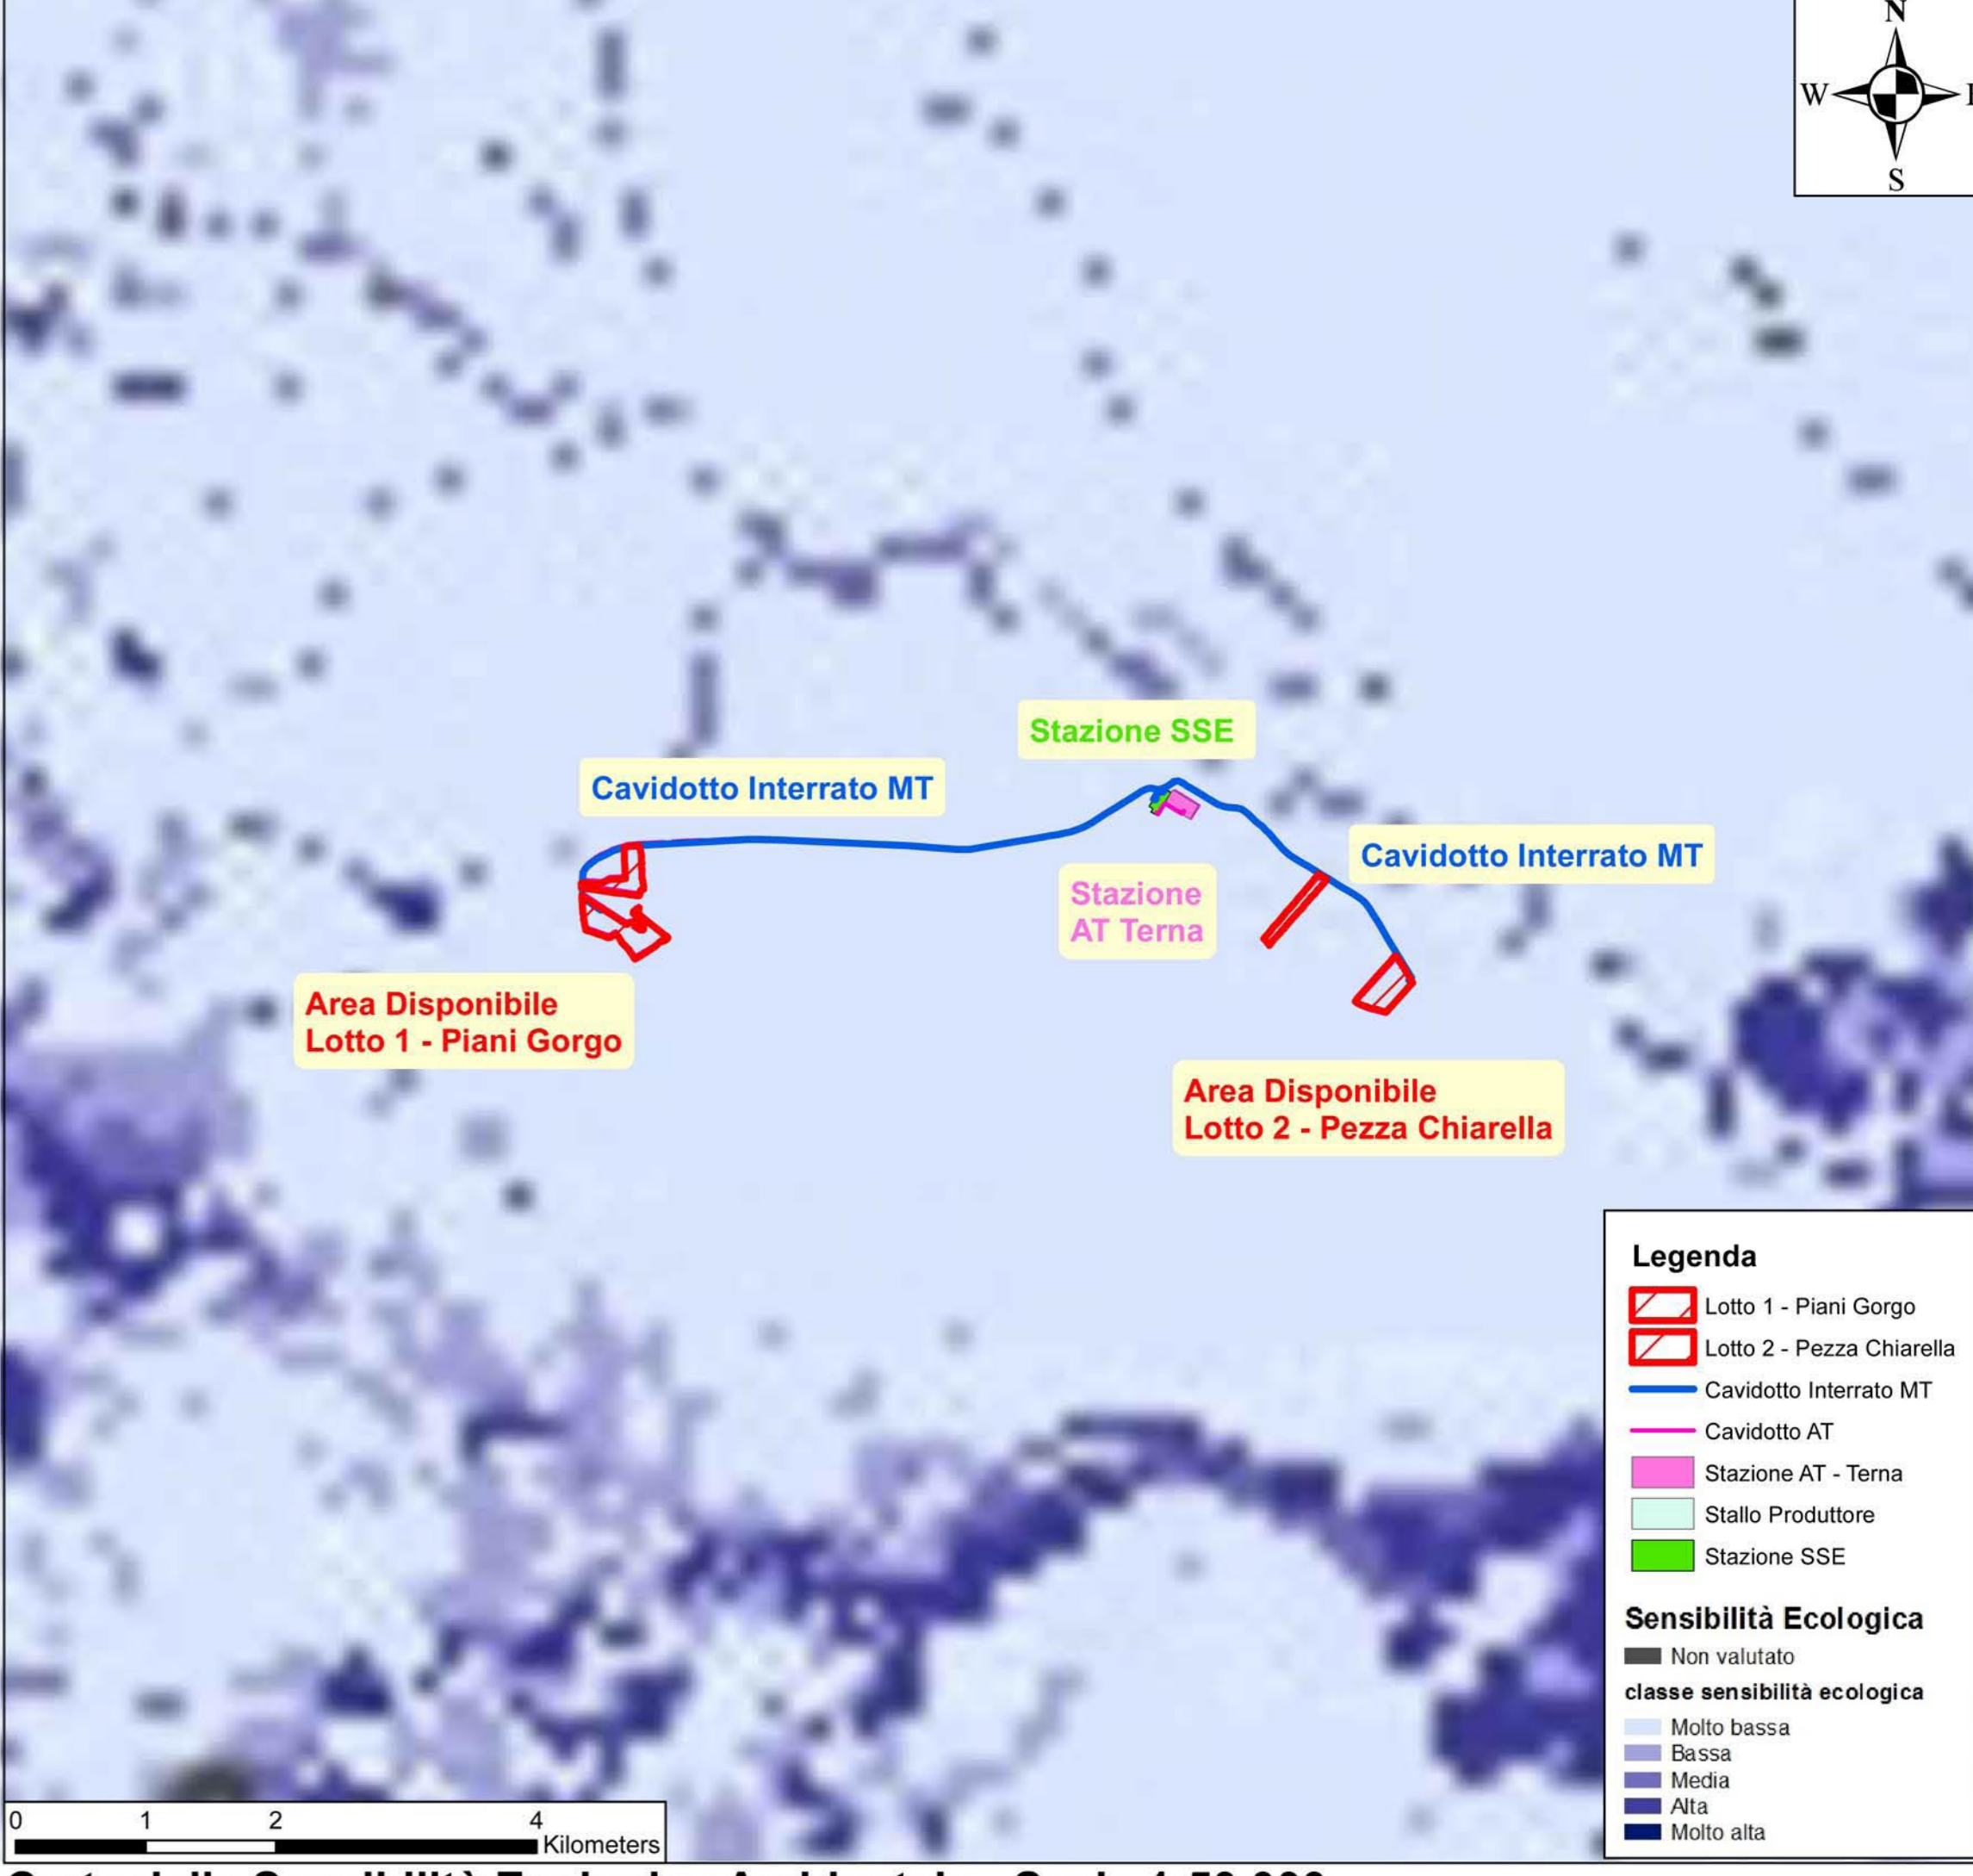 N
W
S
Stazione SSE
Cavidotto Interrato MT
Cavidotto Interrato MT
Stazione
AT Terna
Area Disponibile
Lotto 1 - Piani Gorgo
Area Disponibile
Lotto 2 - Pezza Chiarella
Legenda
Lotto 1 - Piani Gorgo
Lotto 2 - Pezza Chiarella
Cavidotto Interrato MT
Cavidotto AT
Stazione AT - Terna
Stallo Produttore
Stazione SSE
Sensibilità Ecologica
Non valutato
classe sensibilità ecologica
Molto bassa
Bassa
Media
Alta
Molto alta
0 1 2 4
Kilometers